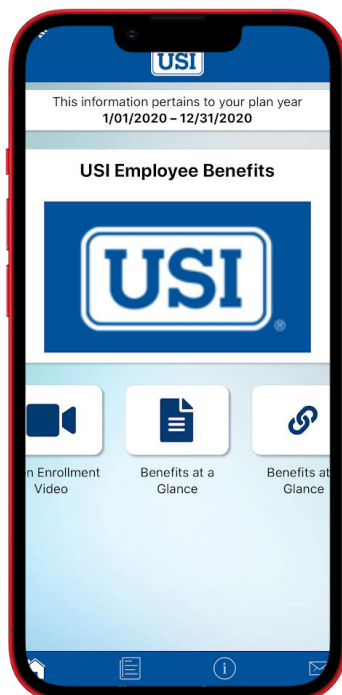 USI
This information pertains to your plan year
1/01/2020 – 12/31/2020
USI Employee Benefits
USI
®
en Enrollment
Video
Benefits at a
Glance
Benefits at
Glance